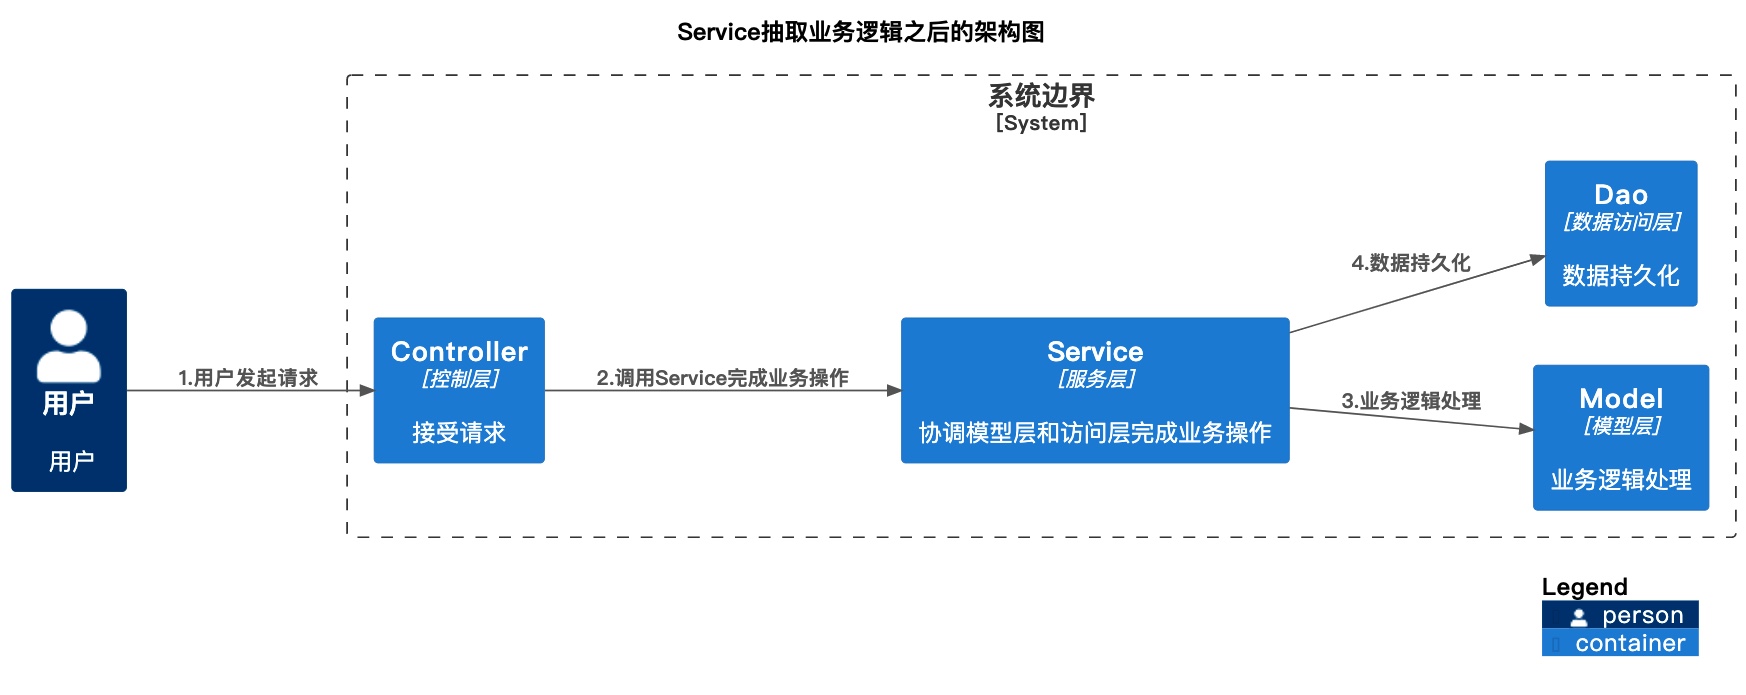 Service抽取业务逻辑之后的架构图
系统边界
[System]
用户
用户
1.用户发起请求
Controller
[控制层]
接受请求
2.调用Service完成业务操作
Service
[服务层]
协调模型层和访问层完成业务操作
4.数据持久化
Dao
[数据访问层]
数据持久化
3.业务逻辑处理
Model
[模型层]
业务逻辑处理
Legend
person
container